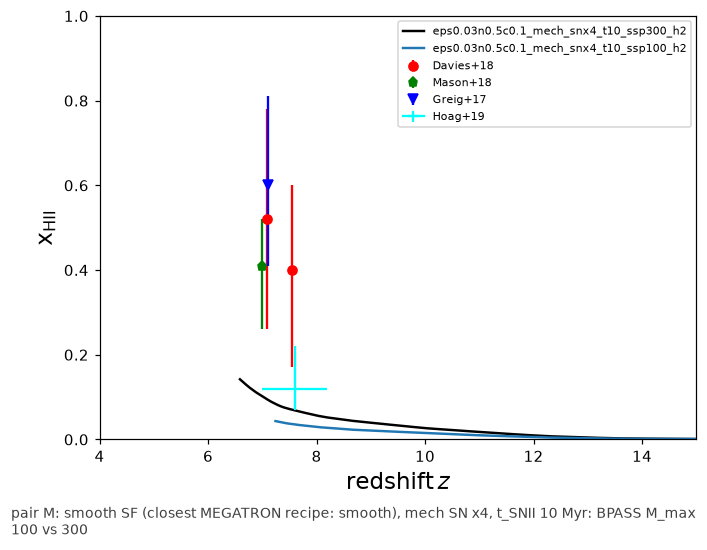 1.0
0.8
0.6
0.4
0.2
0.0
x_HII
4 6 8 10 12 14
redshift z
eps0.03n0.5c0.1_mech_snx4_t10_ssp300_h2
eps0.03n0.5c0.1_mech_snx4_t10_ssp100_h2
Davies+18
Mason+18
Greig+17
Hoag+19
pair M: smooth SF (closest MEGATRON recipe: smooth), mech SN x4, t_SNII 10 Myr: BPASS M_max
100 vs 300